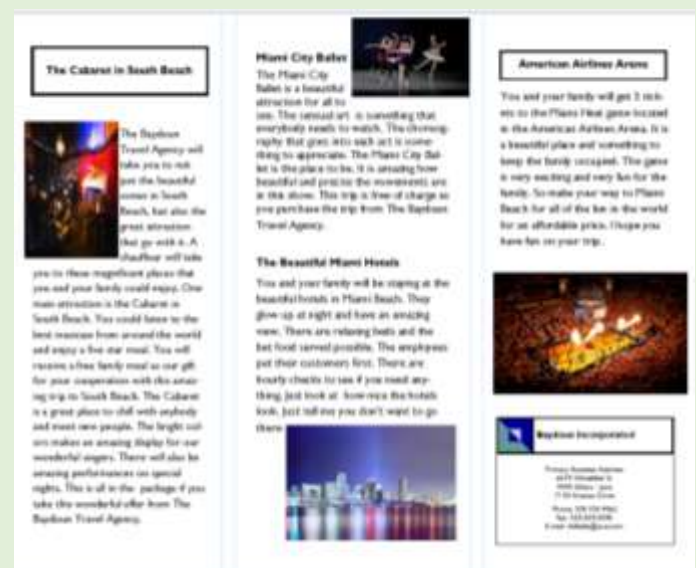 The Cabaret in South Beach
The Baydoun
Travel Agency will
take you to not
just the beautiful
scenes in South
Beach, but also the
great attraction
that go with it. A
chauffeur will take
you to these magnificent places that
you and your family could enjoy. One
main attraction is the Cabaret in
South Beach. You could listen to the
best musicans from around the world
and enjoy a five star meal. You will
receive a free family meal as our gift
for your cooperation with this amaz-
ing trip to South Beach. The Cabaret
is a great place to chill with anybody
and meet new people. The bright col-
ors makes an amazing display for our
wonderful singers. There will also be
amazing performances on special
nights. This is all in the package if you
take this wonderful offer from The
Baydoun Travel Agency.
Miami City Ballet
The Miami City
Ballet is a beautiful
attraction for all to
see. The sensual art is something that
everybody needs to watch. The choreog-
raphy that goes into each act is some-
thing to appreciate. The Miami City Bal-
let is the place to be. It is amazing how
beautiful and precise the movements are
in this show. This trip is free of charge as
you purchase the trip from The Baydoun
Travel Agency.
The Beautiful Miami Hotels
You and your family will be staying at the
beautiful hotels in Miami Beach. They
glow up at night and have an amazing
view. There are relaxing beds and the
bet food served possible. The employees
put their customers first. There are
hourly checks to see if you need any-
thing. Just look at how nice the hotels
look. Just tell me you don't want to go
there
American Airlines Arena
You and your family will get 3 tick-
ets to the Miami Heat game located
in the American Airlines Arena. It is
a beautiful place and something to
keep the family occupied. The game
is very exciting and very fun for the
family. So make your way to Miami
Beach for all of the fun in the world
for an affordable price. I hope you
have fun on your trip.
Baydoun Incorporated
Primary Business Address